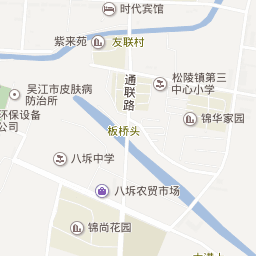 时代宾馆
紫来苑
友联村
通联路
松陵镇第三
中心小学
吴江市皮肤病
防治所
环保设备
公司
锦华家园
板桥头
八坼中学
八坼农贸市场
锦尚花园